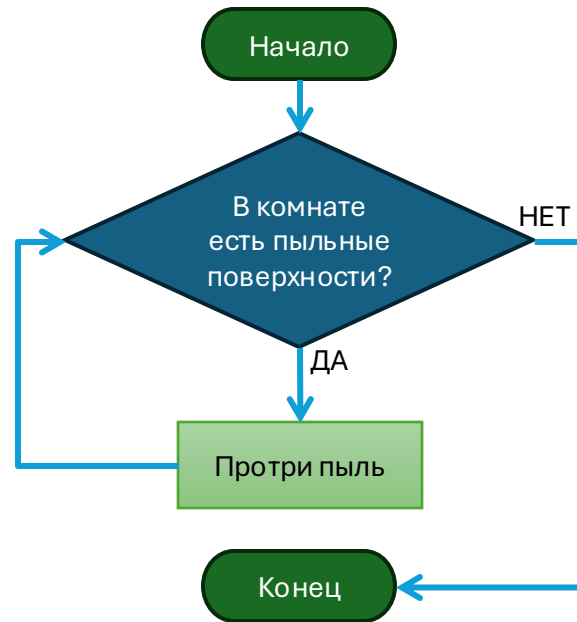 Начало
В комнате
есть пыльные
поверхности?
НЕТ
ДА
Протри пыль
Конец